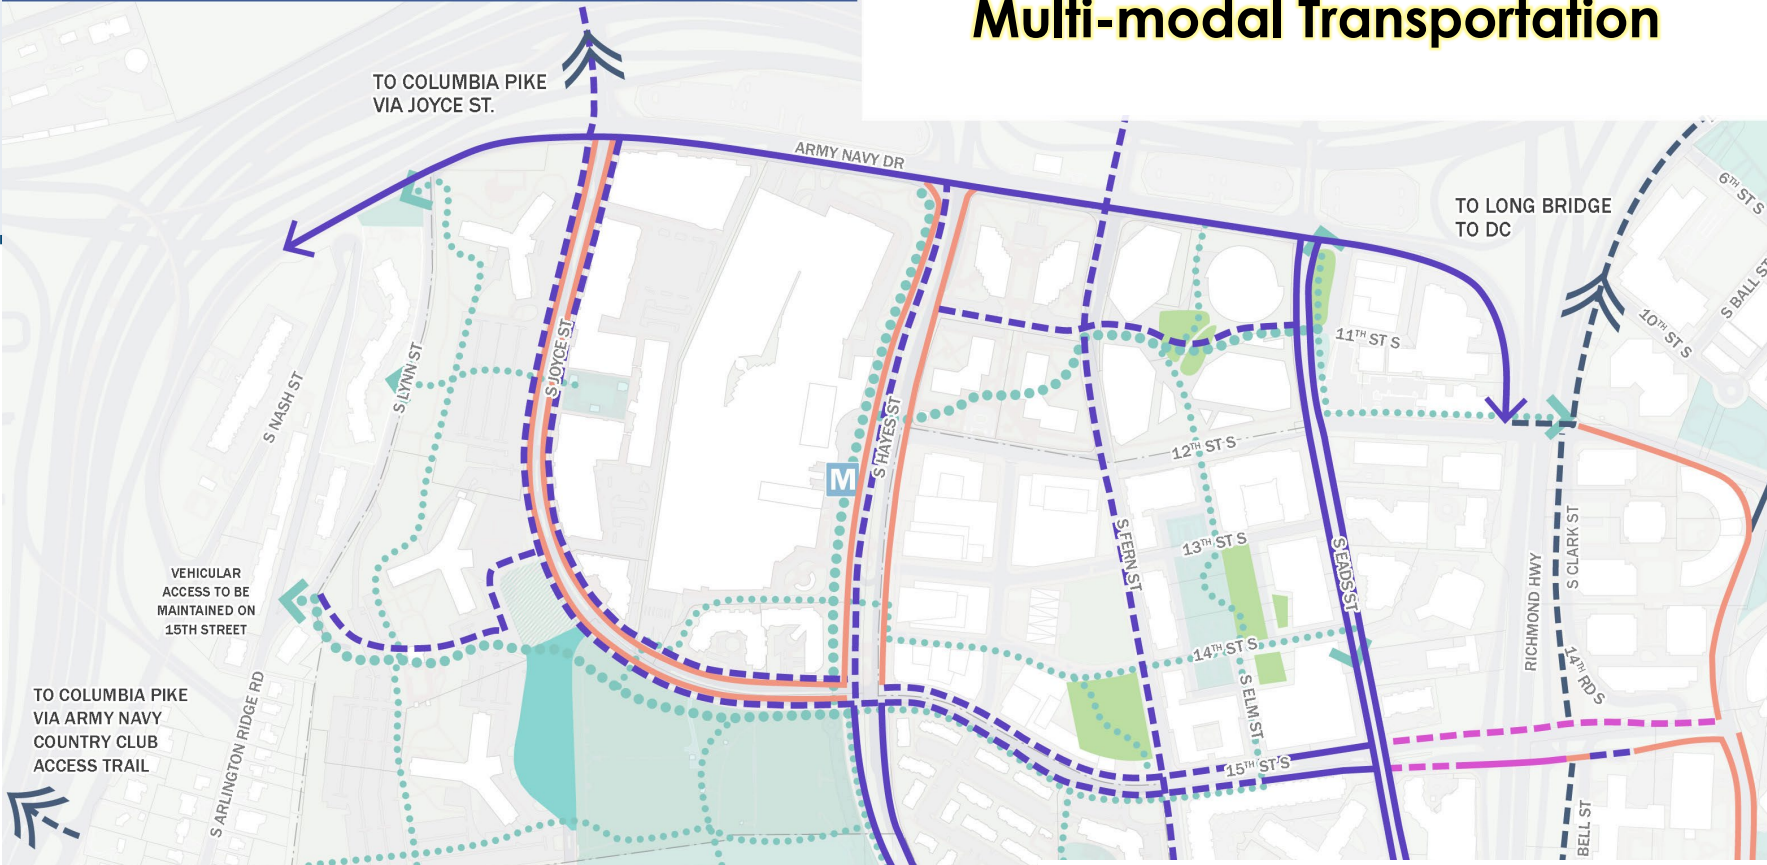 Multi-modal Transportation
TO COLUMBIA PIKE
VIA JOYCE ST.
ARMY NAVY DR
6TH ST S
TO LONG BRIDGE
TO DC
S BALL ST
10TH ST S
11TH ST S
S JOYCE ST
S LYNN ST
S NASH ST
S HAYES ST
12TH ST S
M
S FERN ST
13TH ST S
S EADS ST
RICHMOND HWY
S CLARK ST
VEHICULAR
ACCESS TO BE
MAINTAINED ON
15TH STREET
14TH ST S
14TH RD S
S ELM ST
TO COLUMBIA PIKE
VIA ARMY NAVY
COUNTRY CLUB
ACCESS TRAIL
S ARLINGTON RIDGE RD
15TH ST S
BELL ST